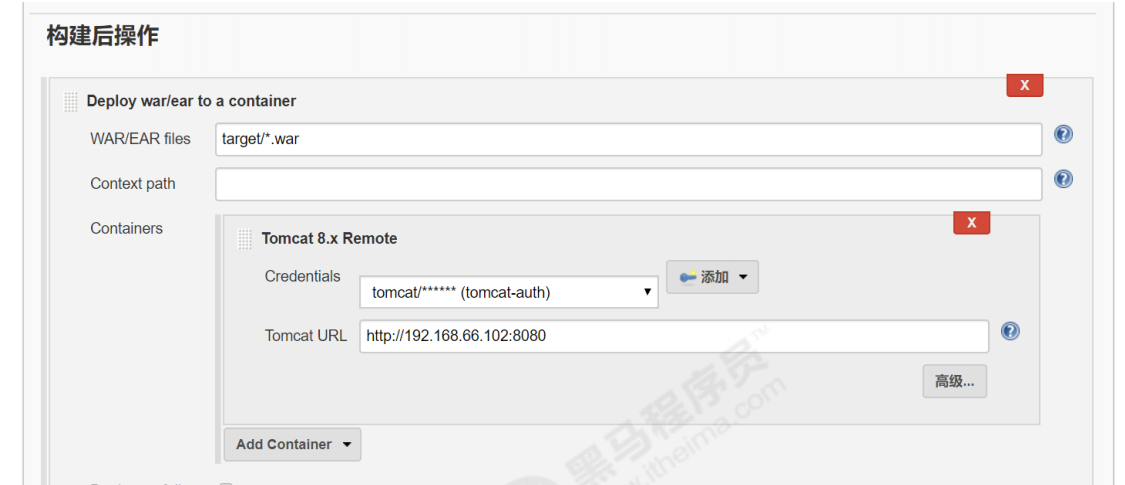 构建后操作
Deploy war/ear to a container
X
WAR/EAR files
target/*.war
Context path
Containers
Tomcat 8.x Remote
X
Credentials
tomcat/****** (tomcat-auth)
添加
Tomcat URL
http://192.168.66.102:8080
高级...
Add Container
黑马程序员™
www.itheima.com